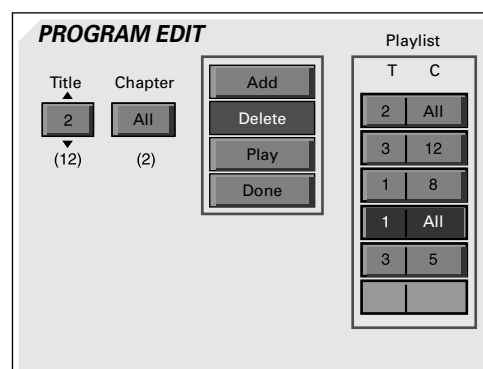 PROGRAM EDIT
Title Chapter
2 All
(12) (2)
Add
Delete
Play
Done
Playlist
T C
2 All
3 12
1 8
1 All
3 5